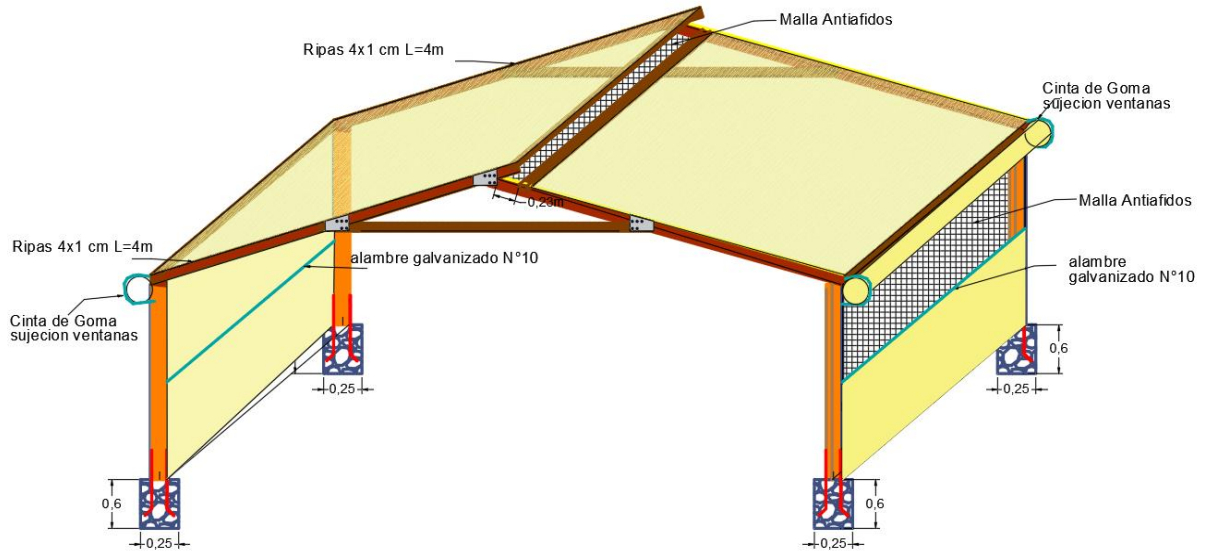 Malla Antiafidos
Ripas 4x1 cm L=4m
Cinta de Goma
sujecion ventanas
0,23m
Malla Antiafidos
Ripas 4x1 cm L=4m
alambre galvanizado N°10
alambre
galvanizado N°10
Cinta de Goma
sujecion ventanas
0,6
0,25
0,25
0,6
0,6
0,25
0,25